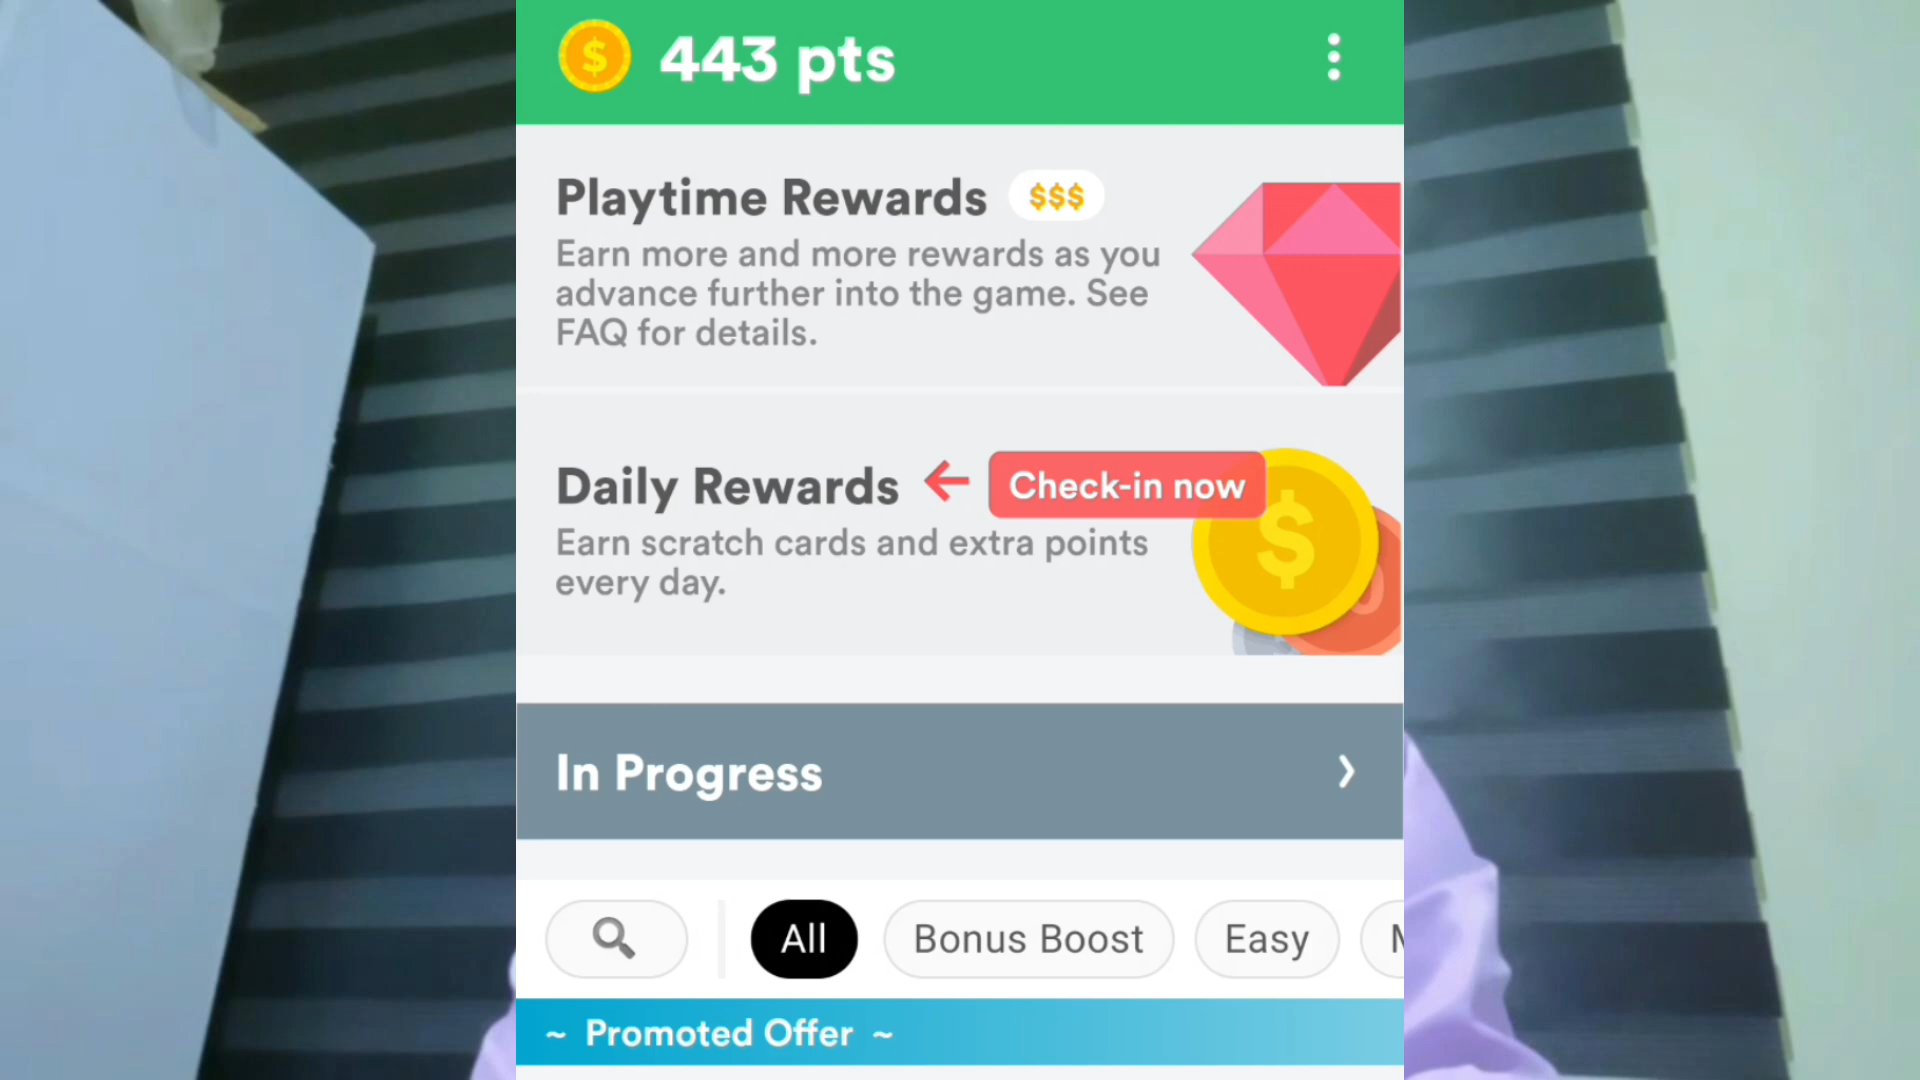 $ 443 pts
Playtime Rewards $$$
Earn more and more rewards as you
advance further into the game. See
FAQ for details.
Daily Rewards ← Check-in now
$
Earn scratch cards and extra points
every day.
In Progress
All Bonus Boost Easy
~ Promoted Offer ~